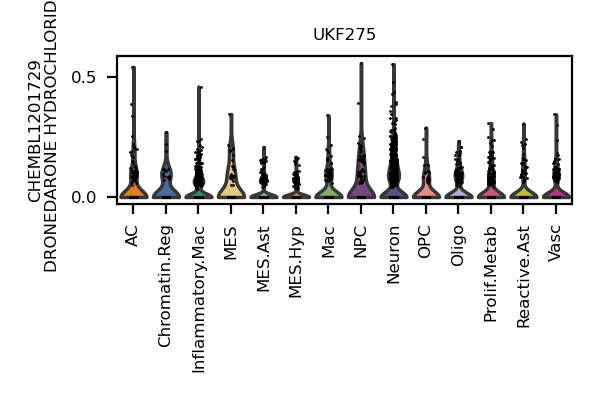 UKF275
CHEMBL1201729
DRONEDARONE HYDROCHLORID
0.5
0.0
AC
Chromatin.Reg
Inflammatory.Mac
MES
MES.Ast
MES.Hyp
Mac
NPC
Neuron
OPC
Oligo
Prolif.Metab
Reactive.Ast
Vasc